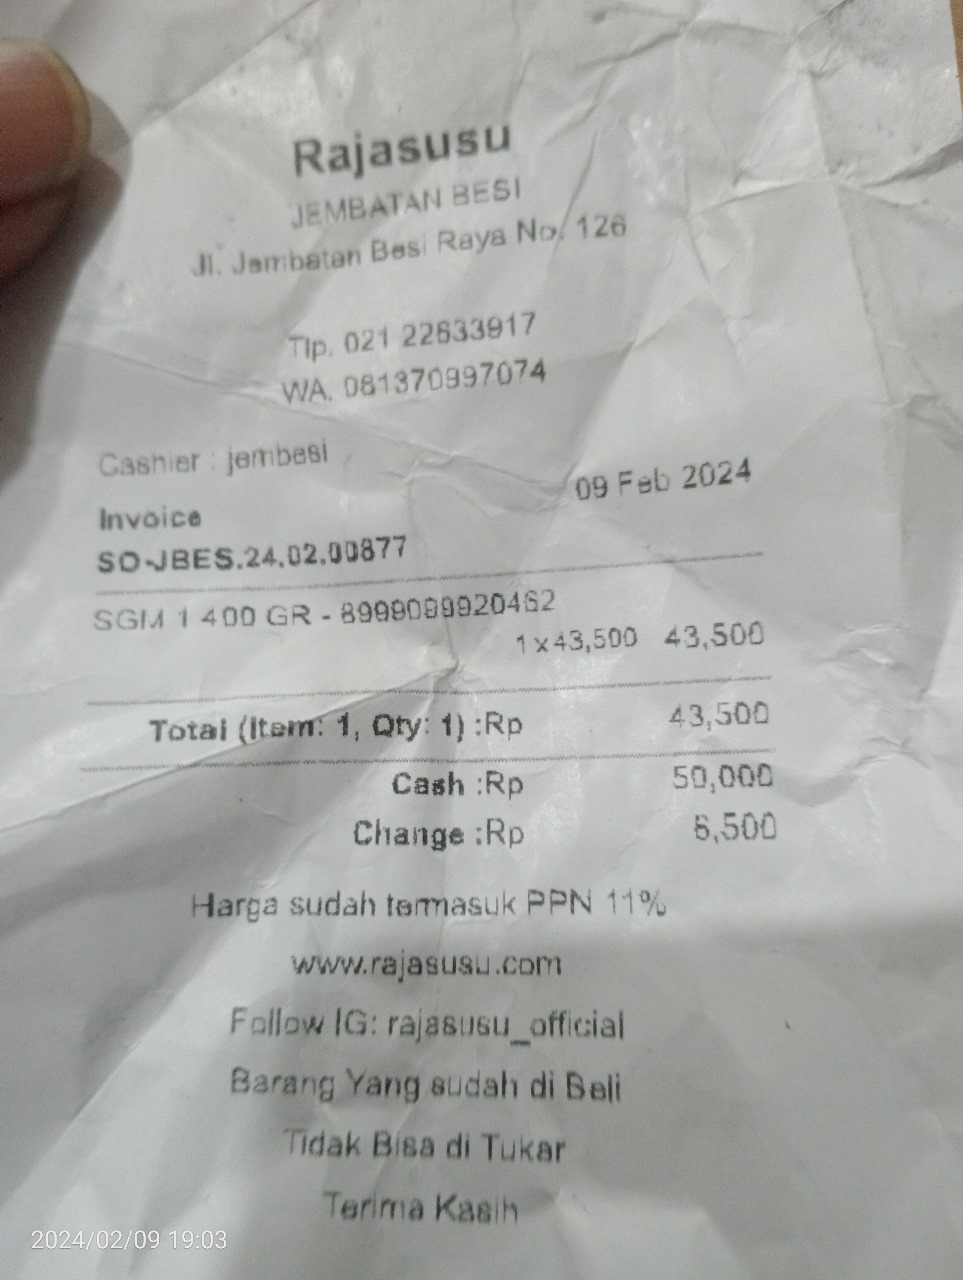 Rajasusu
JEMBATAN BESI
Jl. Jembatan Besi Raya No. 126
Tlp. 021 22633917
WA. 081370997074
Cashier : jembesi
09 Feb 2024
Invoice
SO-JBES.24.02.00877
SGM 1 400 GR - 8999099920462
1 x 43,500 43,500
Total (Item: 1, Qty: 1) :Rp 43,500
Cash :Rp 50,000
Change :Rp 6,500
Harga sudah termasuk PPN 11%
www.rajasusu.com
Follow IG: rajasusu_official
Barang Yang sudah di Beli
Tidak Bisa di Tukar
Terima Kasih
2024/02/09 19:03